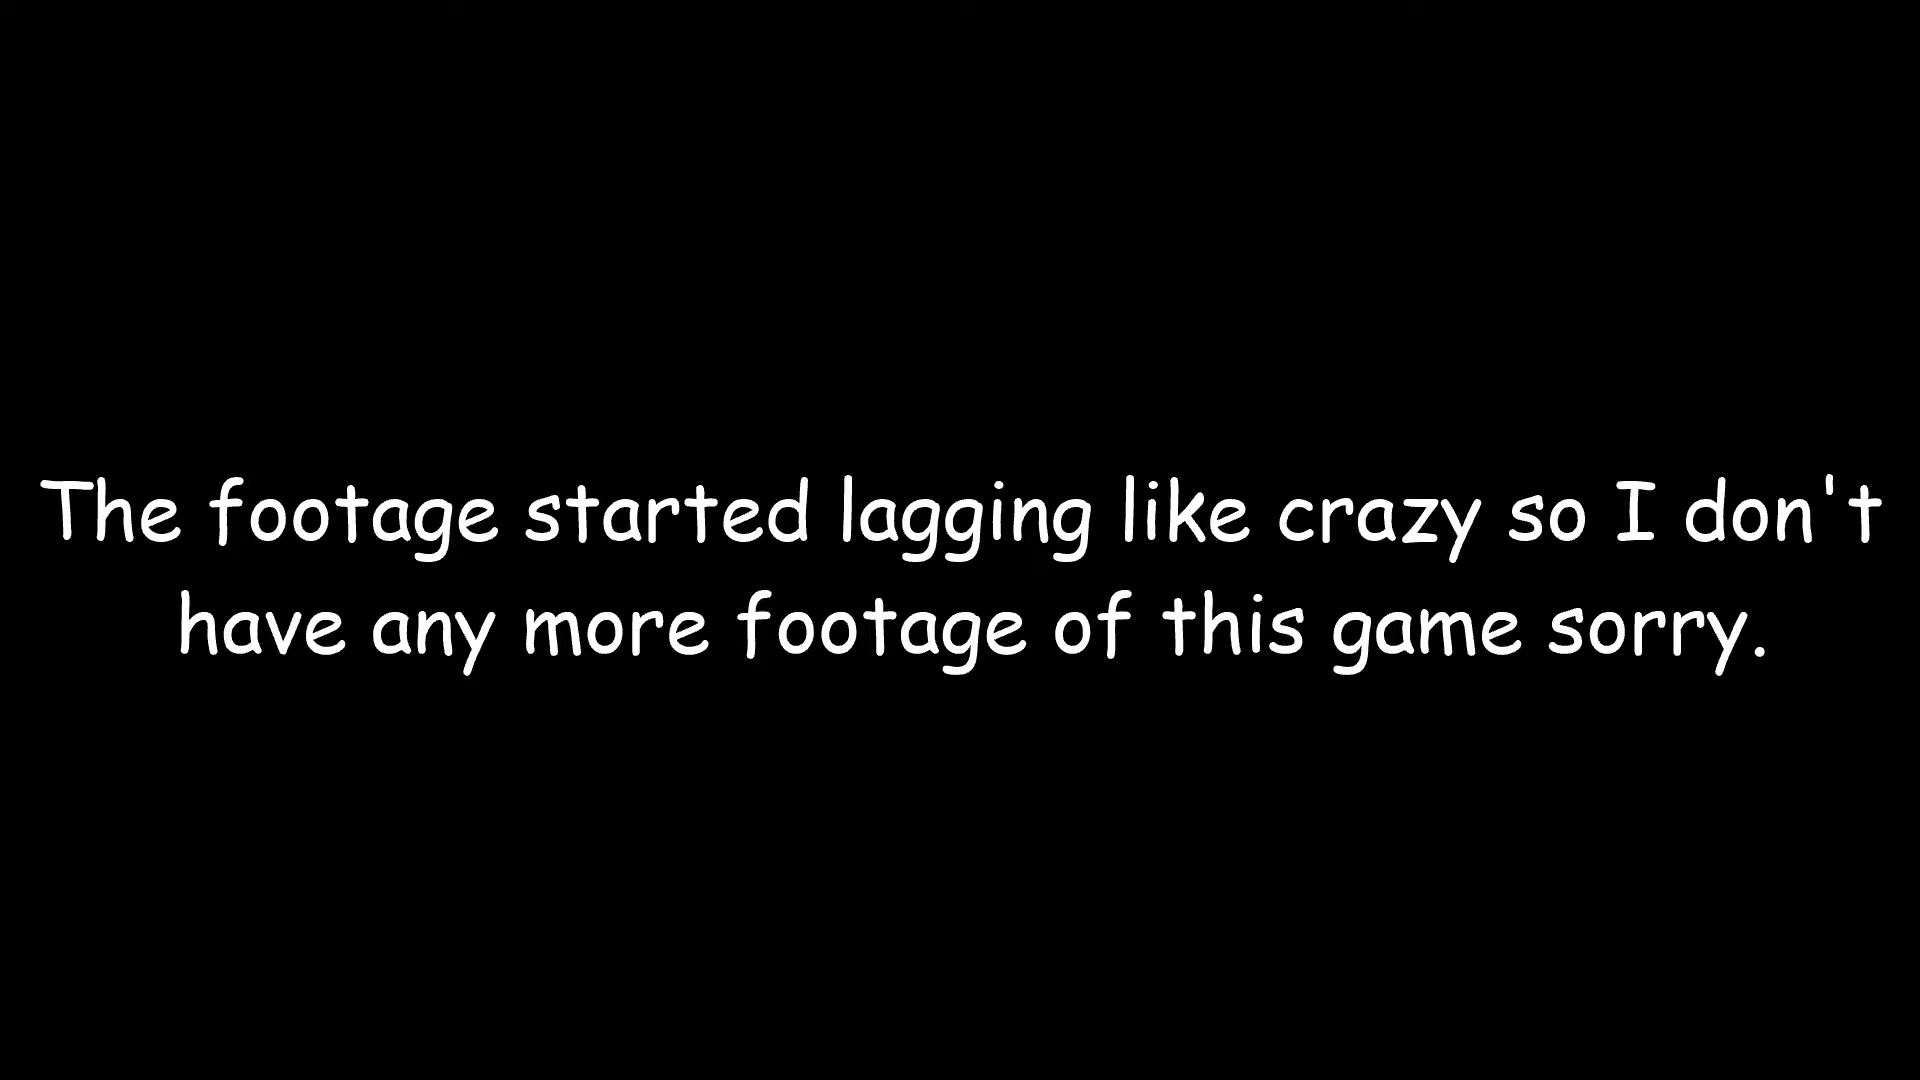 The footage started lagging like crazy so I don't
have any more footage of this game sorry.